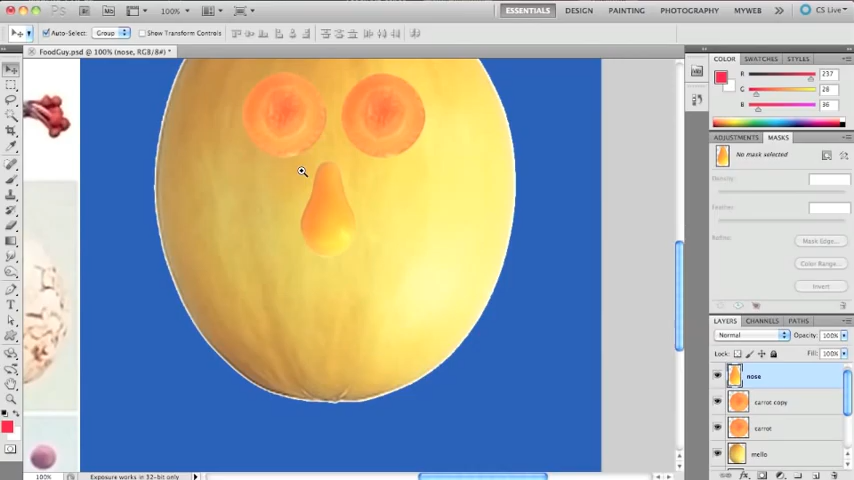 Ps
100%
ESSENTIALS
DESIGN
PAINTING
PHOTOGRAPHY
MYWEB
CS Live
Auto-Select:
Group
Show Transform Controls
FoodGuy.psd @ 100% (nose, RGB/8#) *
COLOR
SWATCHES
STYLES
R
237
G
28
B
36
ADJUSTMENTS
MASKS
No mask selected
Density:
Feather:
Refine:
Mask Edge...
Color Range...
Invert
LAYERS
CHANNELS
PATHS
Normal
Opacity:
100%
Lock:
Fill:
100%
nose
carrot copy
carrot
mello
100%
Exposure works in 32-bit only